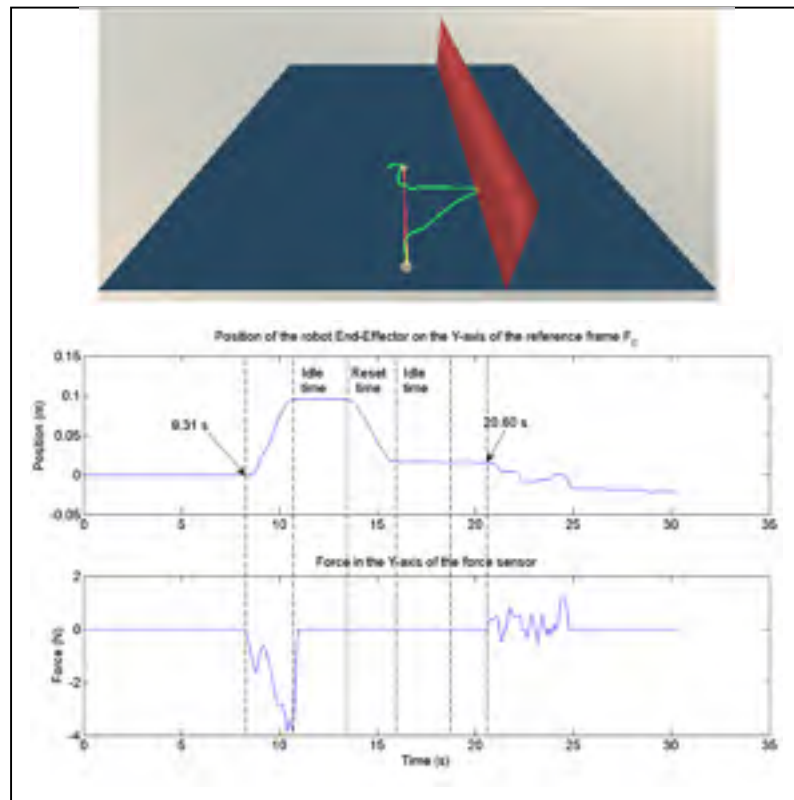 Position of the robot End-Effector on the Y-axis of the reference frame F
0.15
0.1
0.05
0
-0.05
Position (m)
Idle time
Reset time
Idle time
20.60 s.
0 5 10 15 20 25 30 35
Force in the Y-axis of the force sensor
2
0
-2
-4
Force (N)
0 5 10 15 20 25 30 35
Time (s)